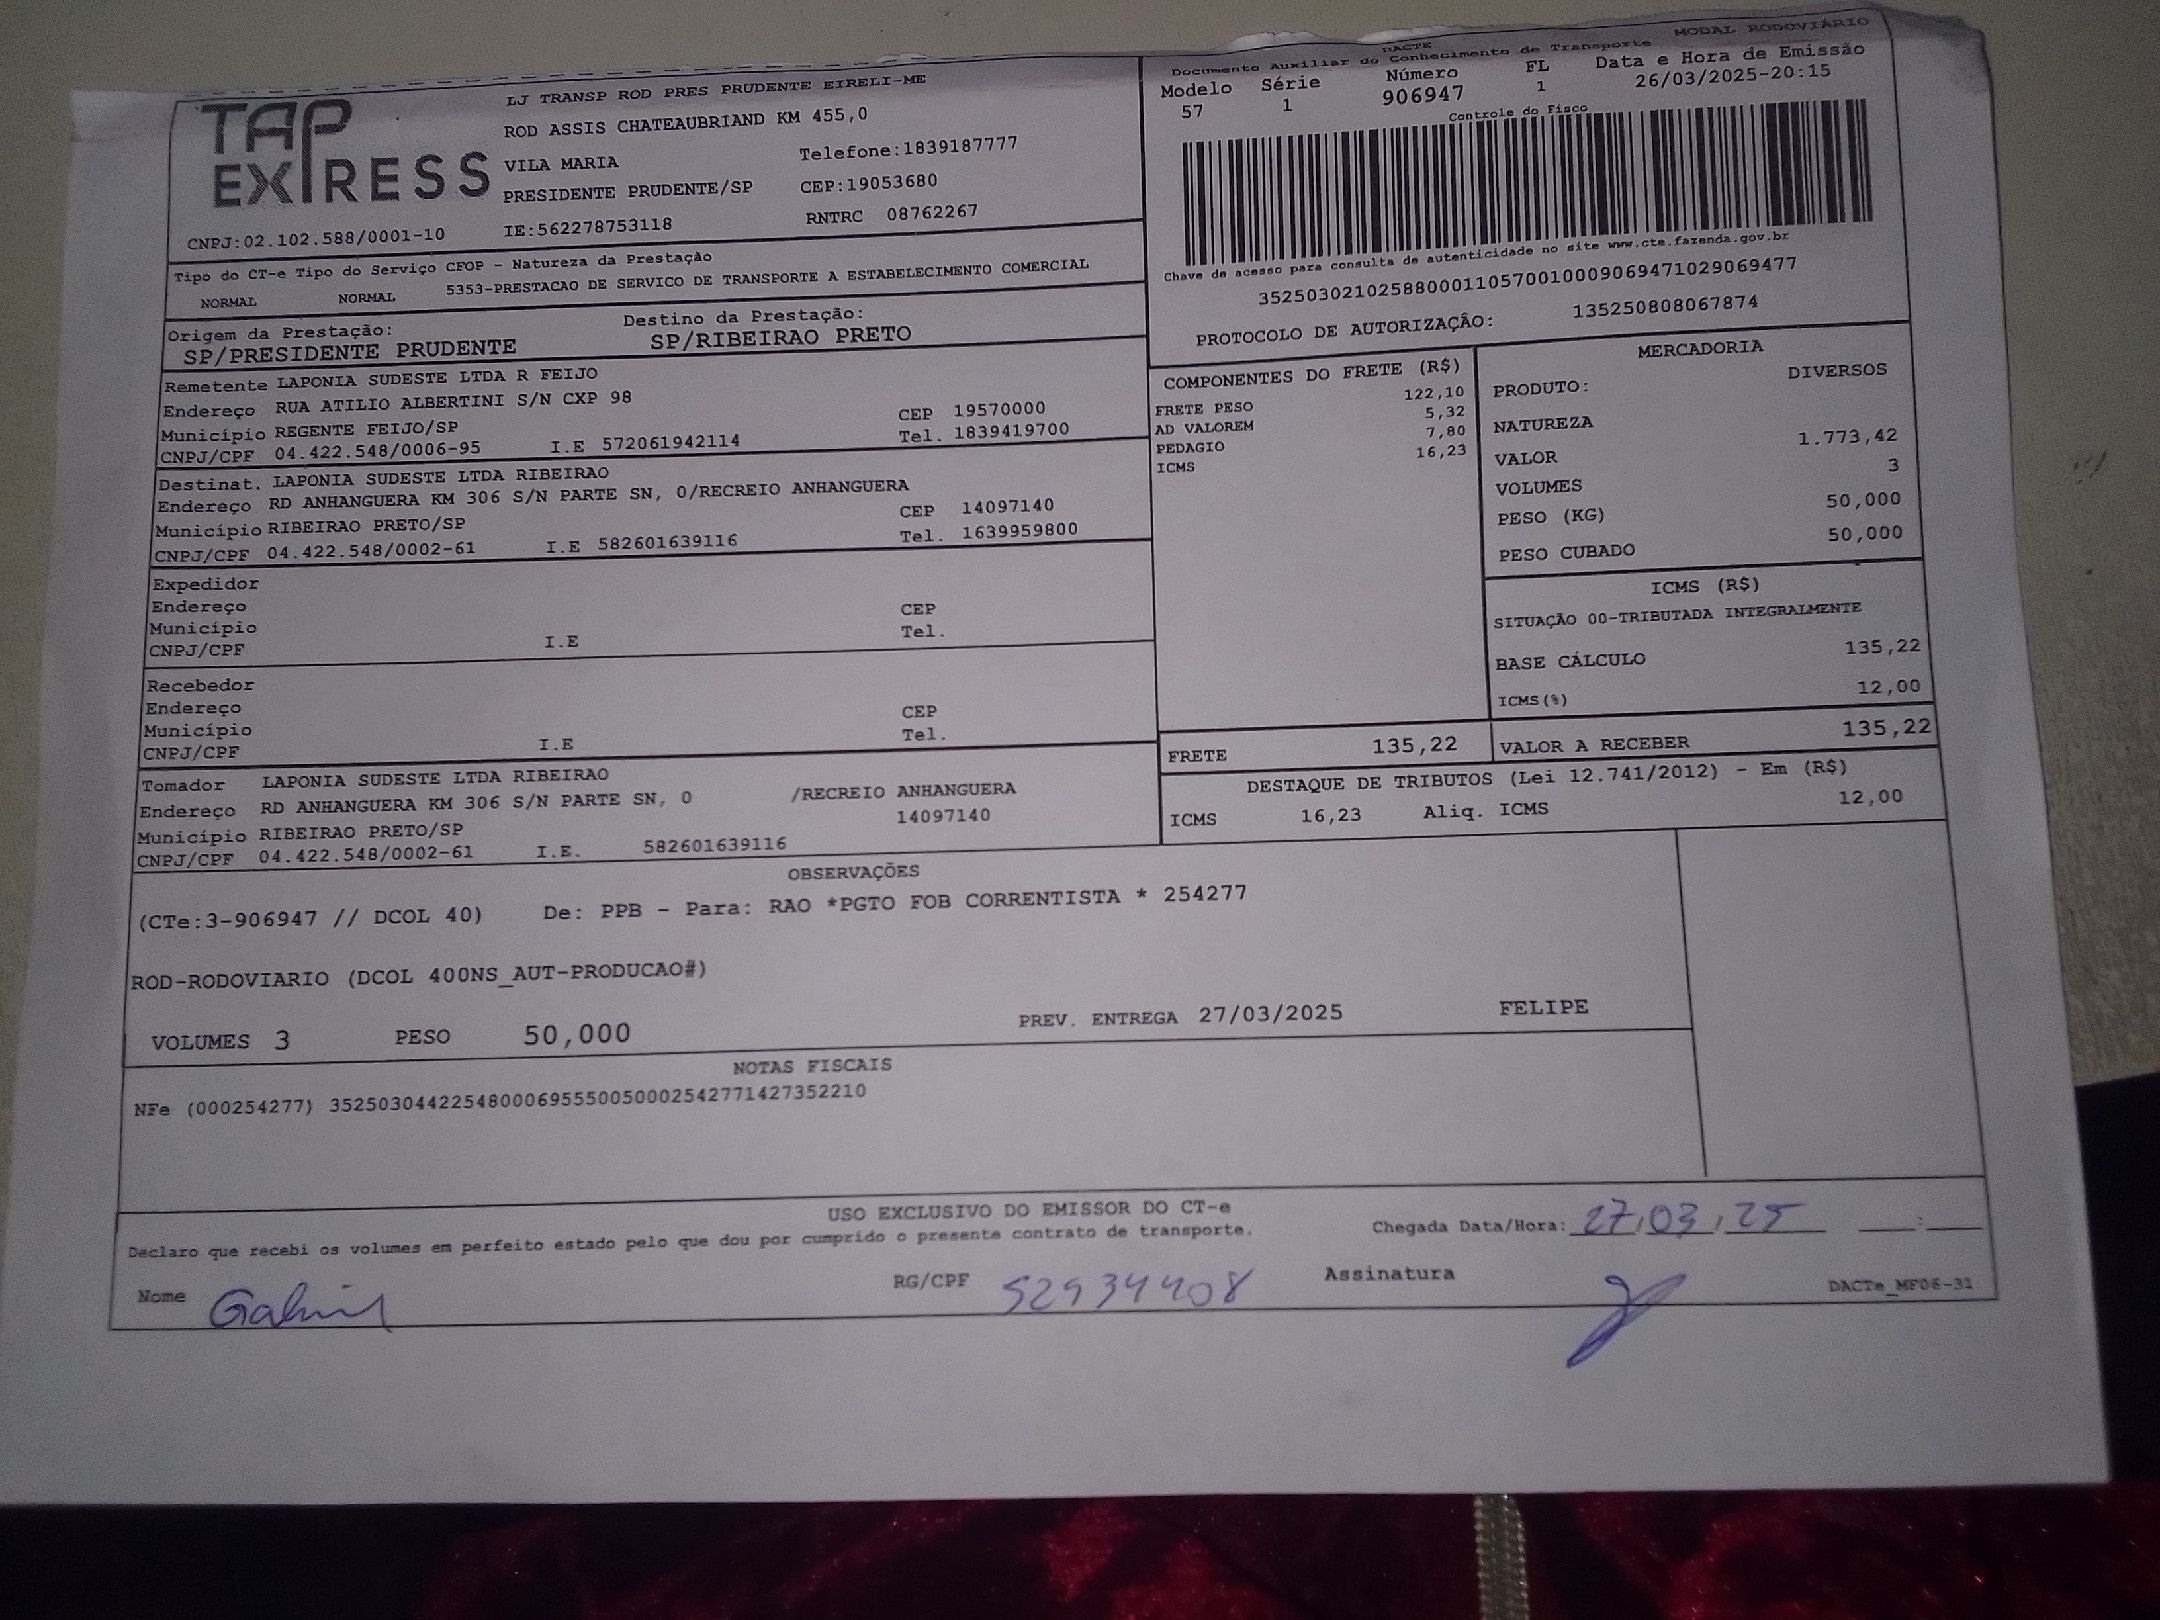 TAP
EXPRESS
LJ TRANSP ROD PRES PRUDENTE EIRELI-ME
ROD ASSIS CHATEAUBRIAND KM 455,0
VILA MARIA Telefone:1839187777
PRESIDENTE PRUDENTE/SP CEP:19053680
CNPJ:02.102.588/0001-10 IE:562278753118 RNTRC 08762267
DACTE MODAL RODOVIÁRIO
Documento Auxiliar do Conhecimento de Transporte
Modelo Série Número FL Data e Hora de Emissão
57 1 906947 1 26/03/2025-20:15
Controle do Fisco
Chave de acesso para consulta de autenticidade no site www.cte.fazenda.gov.br
35250302102588000110570010009069471029069477
PROTOCOLO DE AUTORIZAÇÃO: 135250808067874
Tipo do CT-e Tipo do Serviço CFOP - Natureza da Prestação
NORMAL NORMAL 5353-PRESTACAO DE SERVICO DE TRANSPORTE A ESTABELECIMENTO COMERCIAL
Origem da Prestação: Destino da Prestação:
SP/PRESIDENTE PRUDENTE SP/RIBEIRAO PRETO
Remetente LAPONIA SUDESTE LTDA R FEIJO
Endereço RUA ATILIO ALBERTINI S/N CXP 98 CEP 19570000
Município REGENTE FEIJO/SP Tel. 1839419700
CNPJ/CPF 04.422.548/0006-95 I.E 572061942114
Destinat. LAPONIA SUDESTE LTDA RIBEIRAO
Endereço RD ANHANGUERA KM 306 S/N PARTE SN, 0/RECREIO ANHANGUERA
Município RIBEIRAO PRETO/SP CEP 14097140
CNPJ/CPF 04.422.548/0002-61 I.E 582601639116 Tel. 1639959800
Expedidor
Endereço CEP
Município Tel.
CNPJ/CPF I.E
Recebedor
Endereço CEP
Município Tel.
CNPJ/CPF I.E
Tomador LAPONIA SUDESTE LTDA RIBEIRAO
Endereço RD ANHANGUERA KM 306 S/N PARTE SN, 0 /RECREIO ANHANGUERA
Município RIBEIRAO PRETO/SP 14097140
CNPJ/CPF 04.422.548/0002-61 I.E. 582601639116
COMPONENTES DO FRETE (R$)
FRETE PESO 122,10
AD VALOREM 5,32
PEDAGIO 7,80
ICMS 16,23
MERCADORIA
PRODUTO: DIVERSOS
NATUREZA
VALOR 1.773,42
VOLUMES 3
PESO (KG) 50,000
PESO CUBADO 50,000
ICMS (R$)
SITUAÇÃO 00-TRIBUTADA INTEGRALMENTE
BASE CÁLCULO 135,22
ICMS(%) 12,00
FRETE 135,22 VALOR A RECEBER 135,22
DESTAQUE DE TRIBUTOS (Lei 12.741/2012) - Em (R$)
ICMS 16,23 Aliq. ICMS 12,00
OBSERVAÇÕES
(CTe:3-906947 // DCOL 40) De: PPB - Para: RAO *PGTO FOB CORRENTISTA * 254277
ROD-RODOVIARIO (DCOL 400NS_AUT-PRODUCAO#)
VOLUMES 3 PESO 50,000 PREV. ENTREGA 27/03/2025 FELIPE
NOTAS FISCAIS
NFe (000254277) 35250304422548000695550050002542771427352210
USO EXCLUSIVO DO EMISSOR DO CT-e
Declaro que recebi os volumes em perfeito estado pelo que dou por cumprido o presente contrato de transporte. Chegada Data/Hora: 27/03/25 ___:___
Nome Gabriel RG/CPF 52934408 Assinatura DACTe_MF06-31